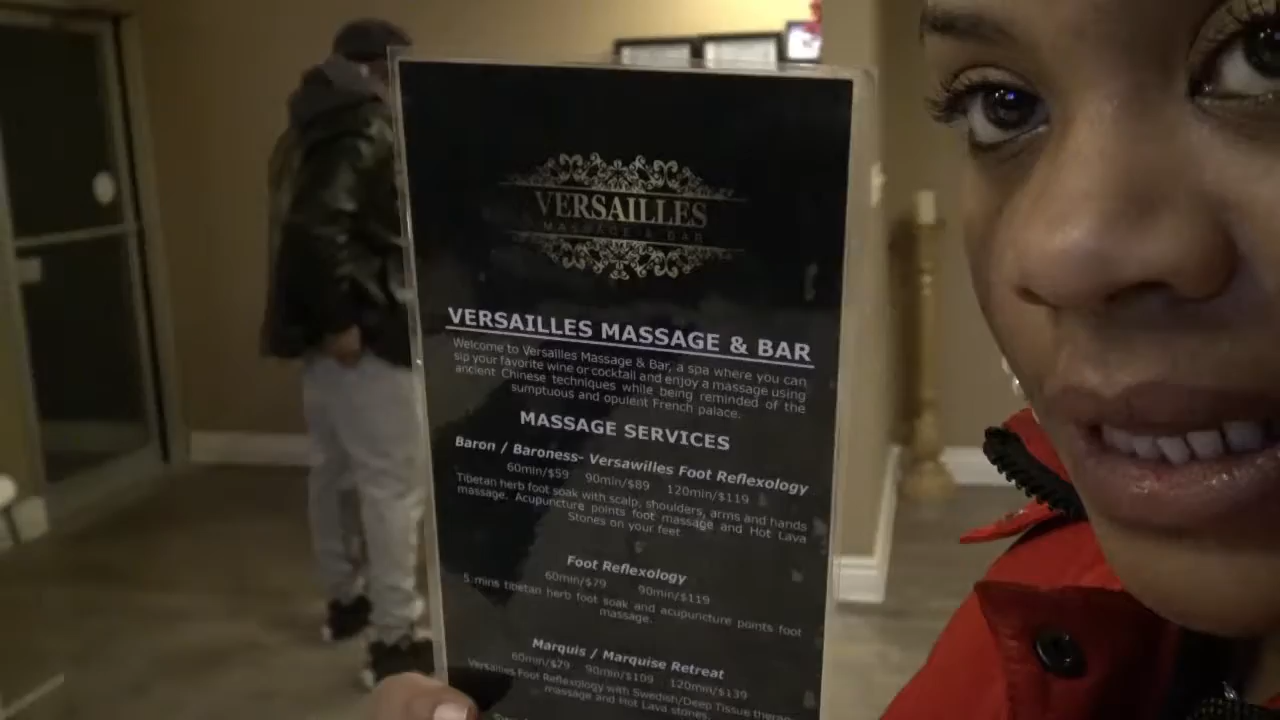 VERSAILLES
MASSAGE & BAR
VERSAILLES MASSAGE & BAR
Welcome to Versailles Massage & Bar, a spa where you can
sip your favorite wine or cocktail and enjoy a massage using
ancient Chinese techniques while being reminded of the
sumptuous and opulent French palace.
MASSAGE SERVICES
Baron / Baroness- Versawilles Foot Reflexology
60min/$59 90min/$89 120min/$119
Tibetan herb foot soak with scalp, shoulders, arms and hands
massage. Acupuncture points foot massage and Hot Lava
Stones on your feet.
Foot Reflexology
60min/$79 90min/$119
5 mins tibetan herb foot soak and acupuncture points foot
massage.
Marquis / Marquise Retreat
60min/$79 90min/$109 120min/$139
Versailles Foot Reflexology with Swedish/Deep Tissue therapy
massage and Hot Lava stones.